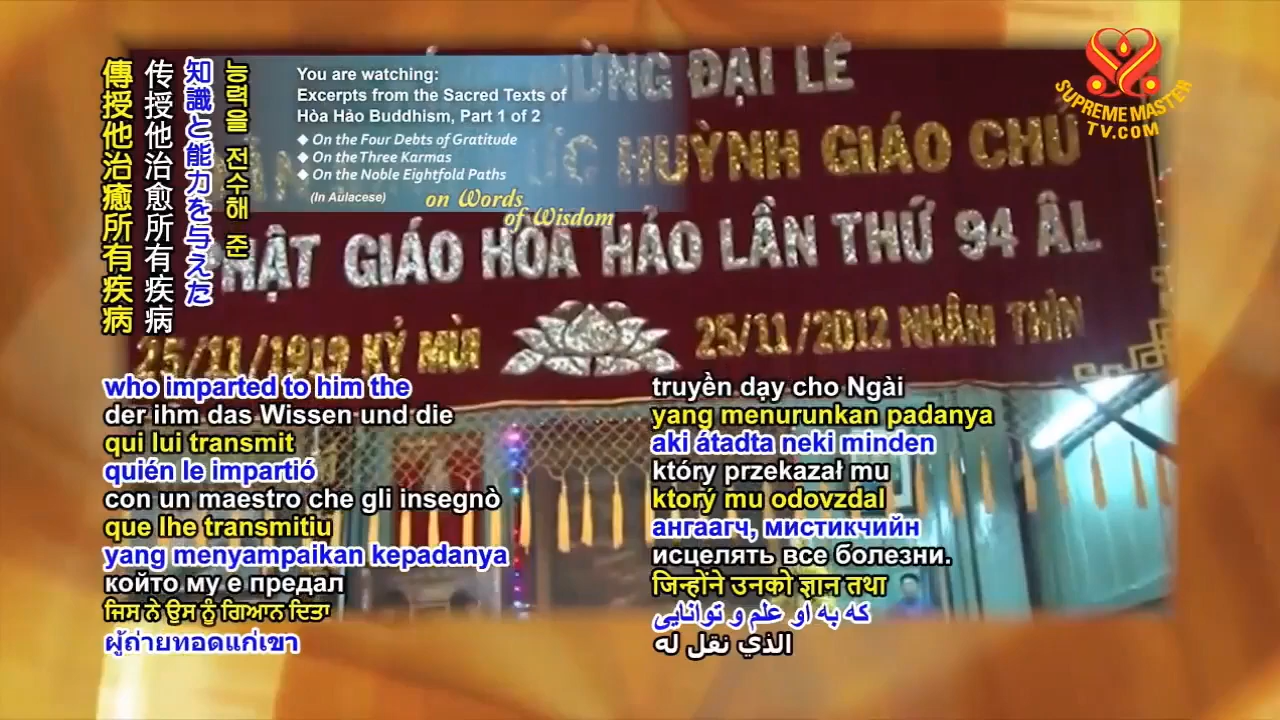 능력을 전수해 준
知識と能力を与えた
传授他治愈所有疾病
傳授他治癒所有疾病
You are watching:
Excerpts from the Sacred Texts of
Hòa Hảo Buddhism, Part 1 of 2
◆ On the Four Debts of Gratitude
◆ On the Three Karmas
◆ On the Noble Eightfold Paths
(In Aulacese)
on Words
of Wisdom
SUPREME MASTER
TV.COM
ĐẠI LỄ
HUỲNH GIÁO CHỦ
PHẬT GIÁO HÒA HẢO LẦN THỨ 94 ÂL
25/11/1919 KỶ MÙI
25/11/2012 NHÂM THÌN
who imparted to him the
der ihm das Wissen und die
qui lui transmit
quién le impartió
con un maestro che gli insegnò
que lhe transmitiu
yang menyampaikan kepadanya
който му е предал
ਜਿਸ ਨੇ ਉਸ ਨੂੰ ਗਿਆਨ ਦਿਤਾ
ผู้ถ่ายทอดแก่เขา
truyền dạy cho Ngài
yang menurunkan padanya
aki átadta neki minden
który przekazał mu
ktorý mu odovzdal
ангаагч, мистикчийн
исцелять все болезни.
जिन्होंने उनको ज्ञान तथा
که به او علم و توانایی
الذي نقل له